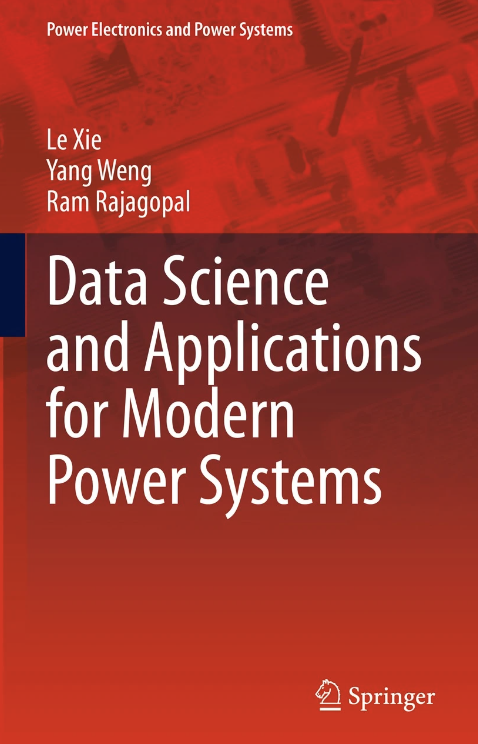 Power Electronics and Power Systems
Le Xie
Yang Weng
Ram Rajagopal
Data Science
and Applications
for Modern
Power Systems
Springer